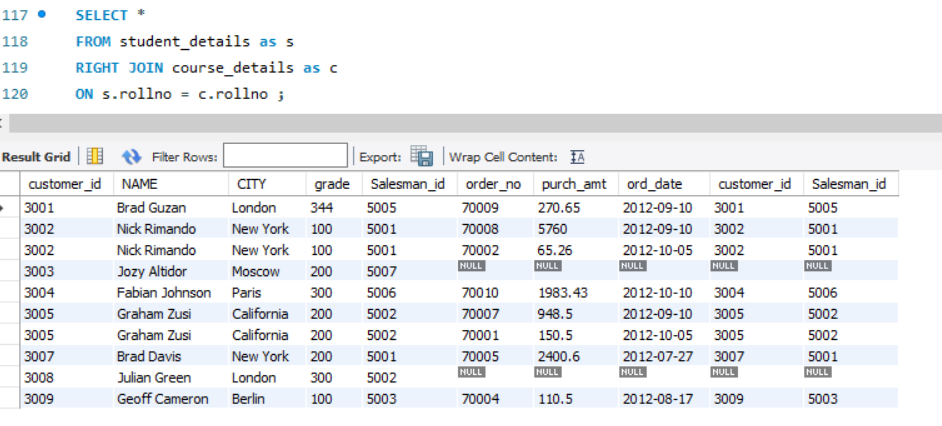 117 SELECT *
118 FROM student_details as s
119 RIGHT JOIN course_details as c
120 ON s.rollno = c.rollno ;
Result Grid Filter Rows: Export: Wrap Cell Content: IA
customer_id NAME CITY grade Salesman_id order_no purch_amt ord_date customer_id Salesman_id
3001 Brad Guzan London 344 5005 70009 270.65 2012-09-10 3001 5005
3002 Nick Rimando New York 100 5001 70008 5760 2012-09-10 3002 5001
3002 Nick Rimando New York 100 5001 70002 65.26 2012-10-05 3002 5001
3003 Jozy Altidor Moscow 200 5007 NULL NULL NULL NULL NULL
3004 Fabian Johnson Paris 300 5006 70010 1983.43 2012-10-10 3004 5006
3005 Graham Zusi California 200 5002 70007 948.5 2012-09-10 3005 5002
3005 Graham Zusi California 200 5002 70001 150.5 2012-10-05 3005 5002
3007 Brad Davis New York 200 5001 70005 2400.6 2012-07-27 3007 5001
3008 Julian Green London 300 5002 NULL NULL NULL NULL NULL
3009 Geoff Cameron Berlin 100 5003 70004 110.5 2012-08-17 3009 5003